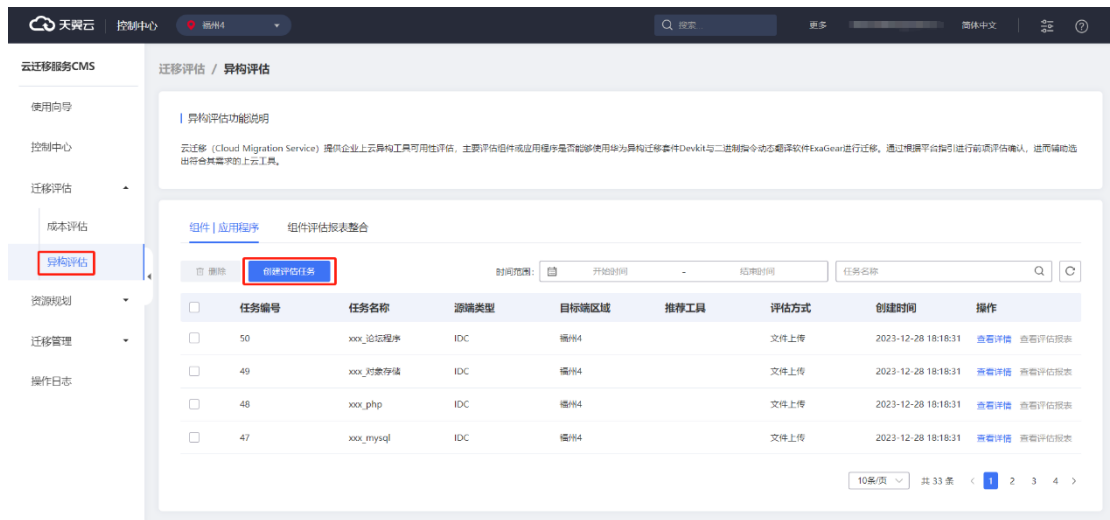 天翼云 控制中心 福州4 搜索... 更多 简体中文
云迁移服务CMS
使用向导
控制中心
迁移评估
成本评估
异构评估
资源规划
迁移管理
操作日志
迁移评估 / 异构评估
异构评估功能说明
云迁移（Cloud Migration Service）提供企业上云异构工具可用性评估，主要评估组件或应用程序是否能够使用华为异构迁移套件Devkit与二进制指令动态翻译软件ExaGear进行迁移。通过根据平台指引进行前项评估确认，进而辅助选
出符合其需求的上云工具。
组件 | 应用程序 组件评估报表整合
删除 创建评估任务 时间范围: 开始时间 - 结束时间 任务名称
任务编号 任务名称 源端类型 目标端区域 推荐工具 评估方式 创建时间 操作
50 xxx_论坛程序 IDC 福州4 文件上传 2023-12-28 18:18:31 查看详情 查看评估报表
49 xxx_对象存储 IDC 福州4 文件上传 2023-12-28 18:18:31 查看详情 查看评估报表
48 xxx_php IDC 福州4 文件上传 2023-12-28 18:18:31 查看详情 查看评估报表
47 xxx_mysql IDC 福州4 文件上传 2023-12-28 18:18:31 查看详情 查看评估报表
10条/页 共 33 条 < 1 2 3 4 >